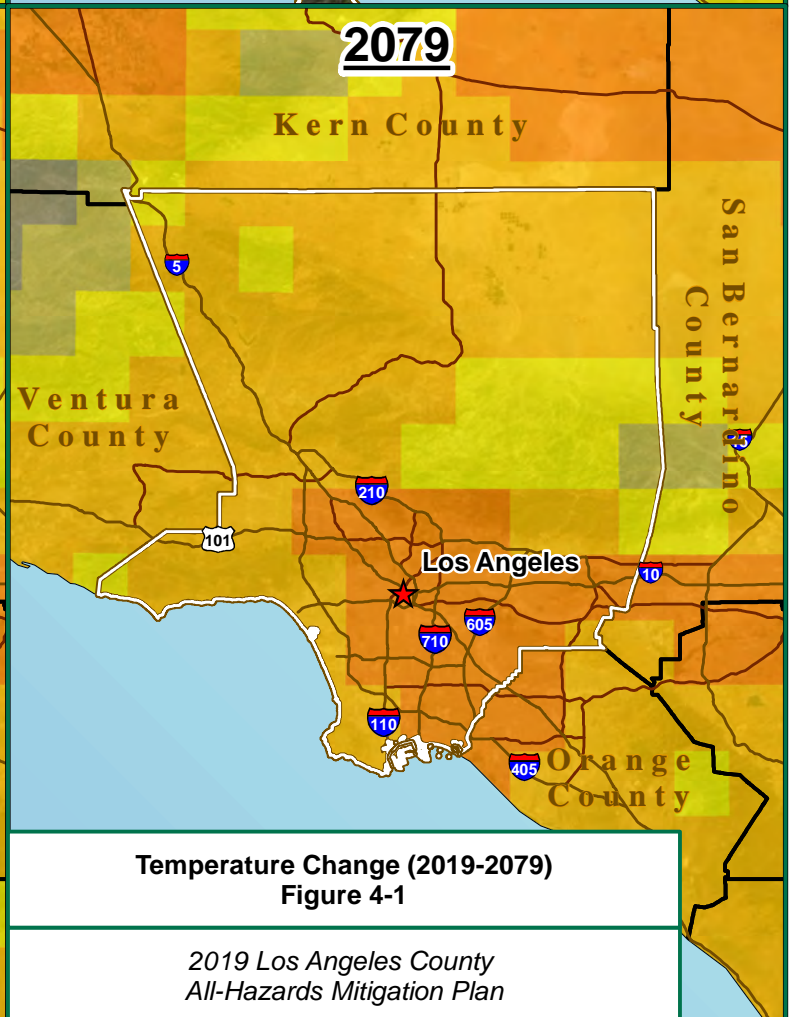 2079
Kern County
San Bernardino
County
5
Ventura
County
15
210
101
Los Angeles
10
605
710
110
405
Orange
County
Temperature Change (2019-2079)
Figure 4-1
2019 Los Angeles County
All-Hazards Mitigation Plan